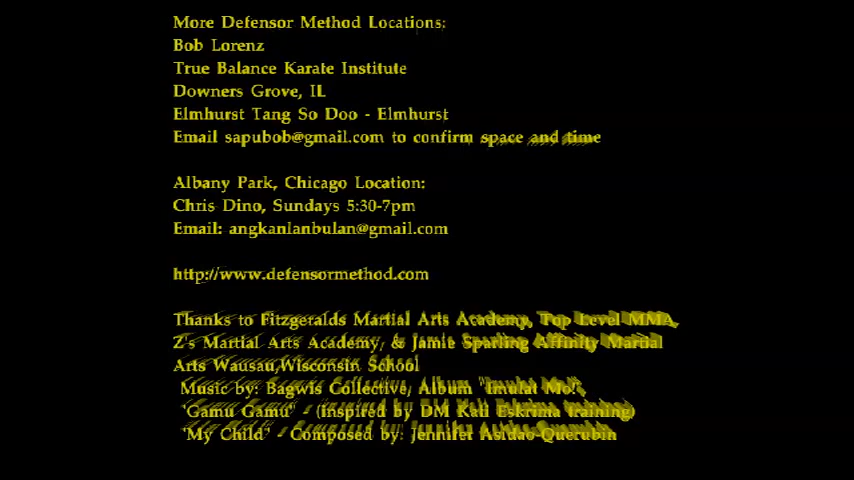 More Defensor Method Locations:
Bob Lorenz
True Balance Karate Institute
Downers Grove, IL
Elmhurst Tang So Doo - Elmhurst
Email sapubob@gmail.com to confirm space and time
Albany Park, Chicago Location:
Chris Dino, Sundays 5:30-7pm
Email: angkanlanbulan@gmail.com
http://www.defensormethod.com
Thanks to Fitzgeralds Martial Arts Academy, Top Level MMA,
Z's Martial Arts Academy, & Jamie Sparling Affinity Martial
Arts Wausau,Wisconsin School
Music by: Bagwis Collective, Album "Imulat Mo!",
"Gamu Gamu" - (inspired by DM Kali Eskrima training)
"My Child" - Composed by: Jennifer Asidao-Querubin